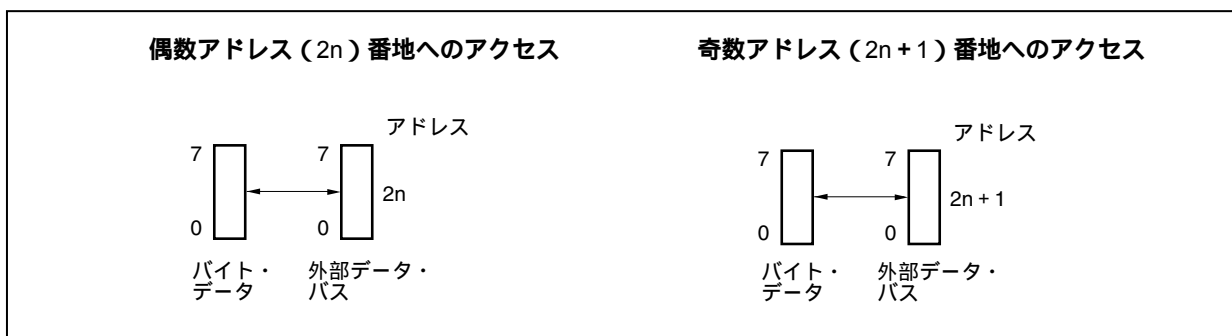 偶数アドレス（2n）番地へのアクセス
アドレス
7
7
2n
0
0
バイト・
データ
外部データ・
バス
奇数アドレス（2n + 1）番地へのアクセス
アドレス
7
7
2n + 1
0
0
バイト・
データ
外部データ・
バス